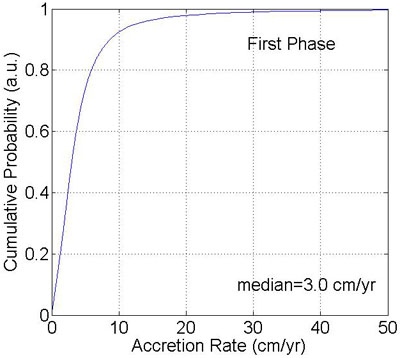 1
0.8
0.6
0.4
0.2
0
Cumulative Probability (a.u.)
First Phase
median=3.0 cm/yr
0 10 20 30 40 50
Accretion Rate (cm/yr)